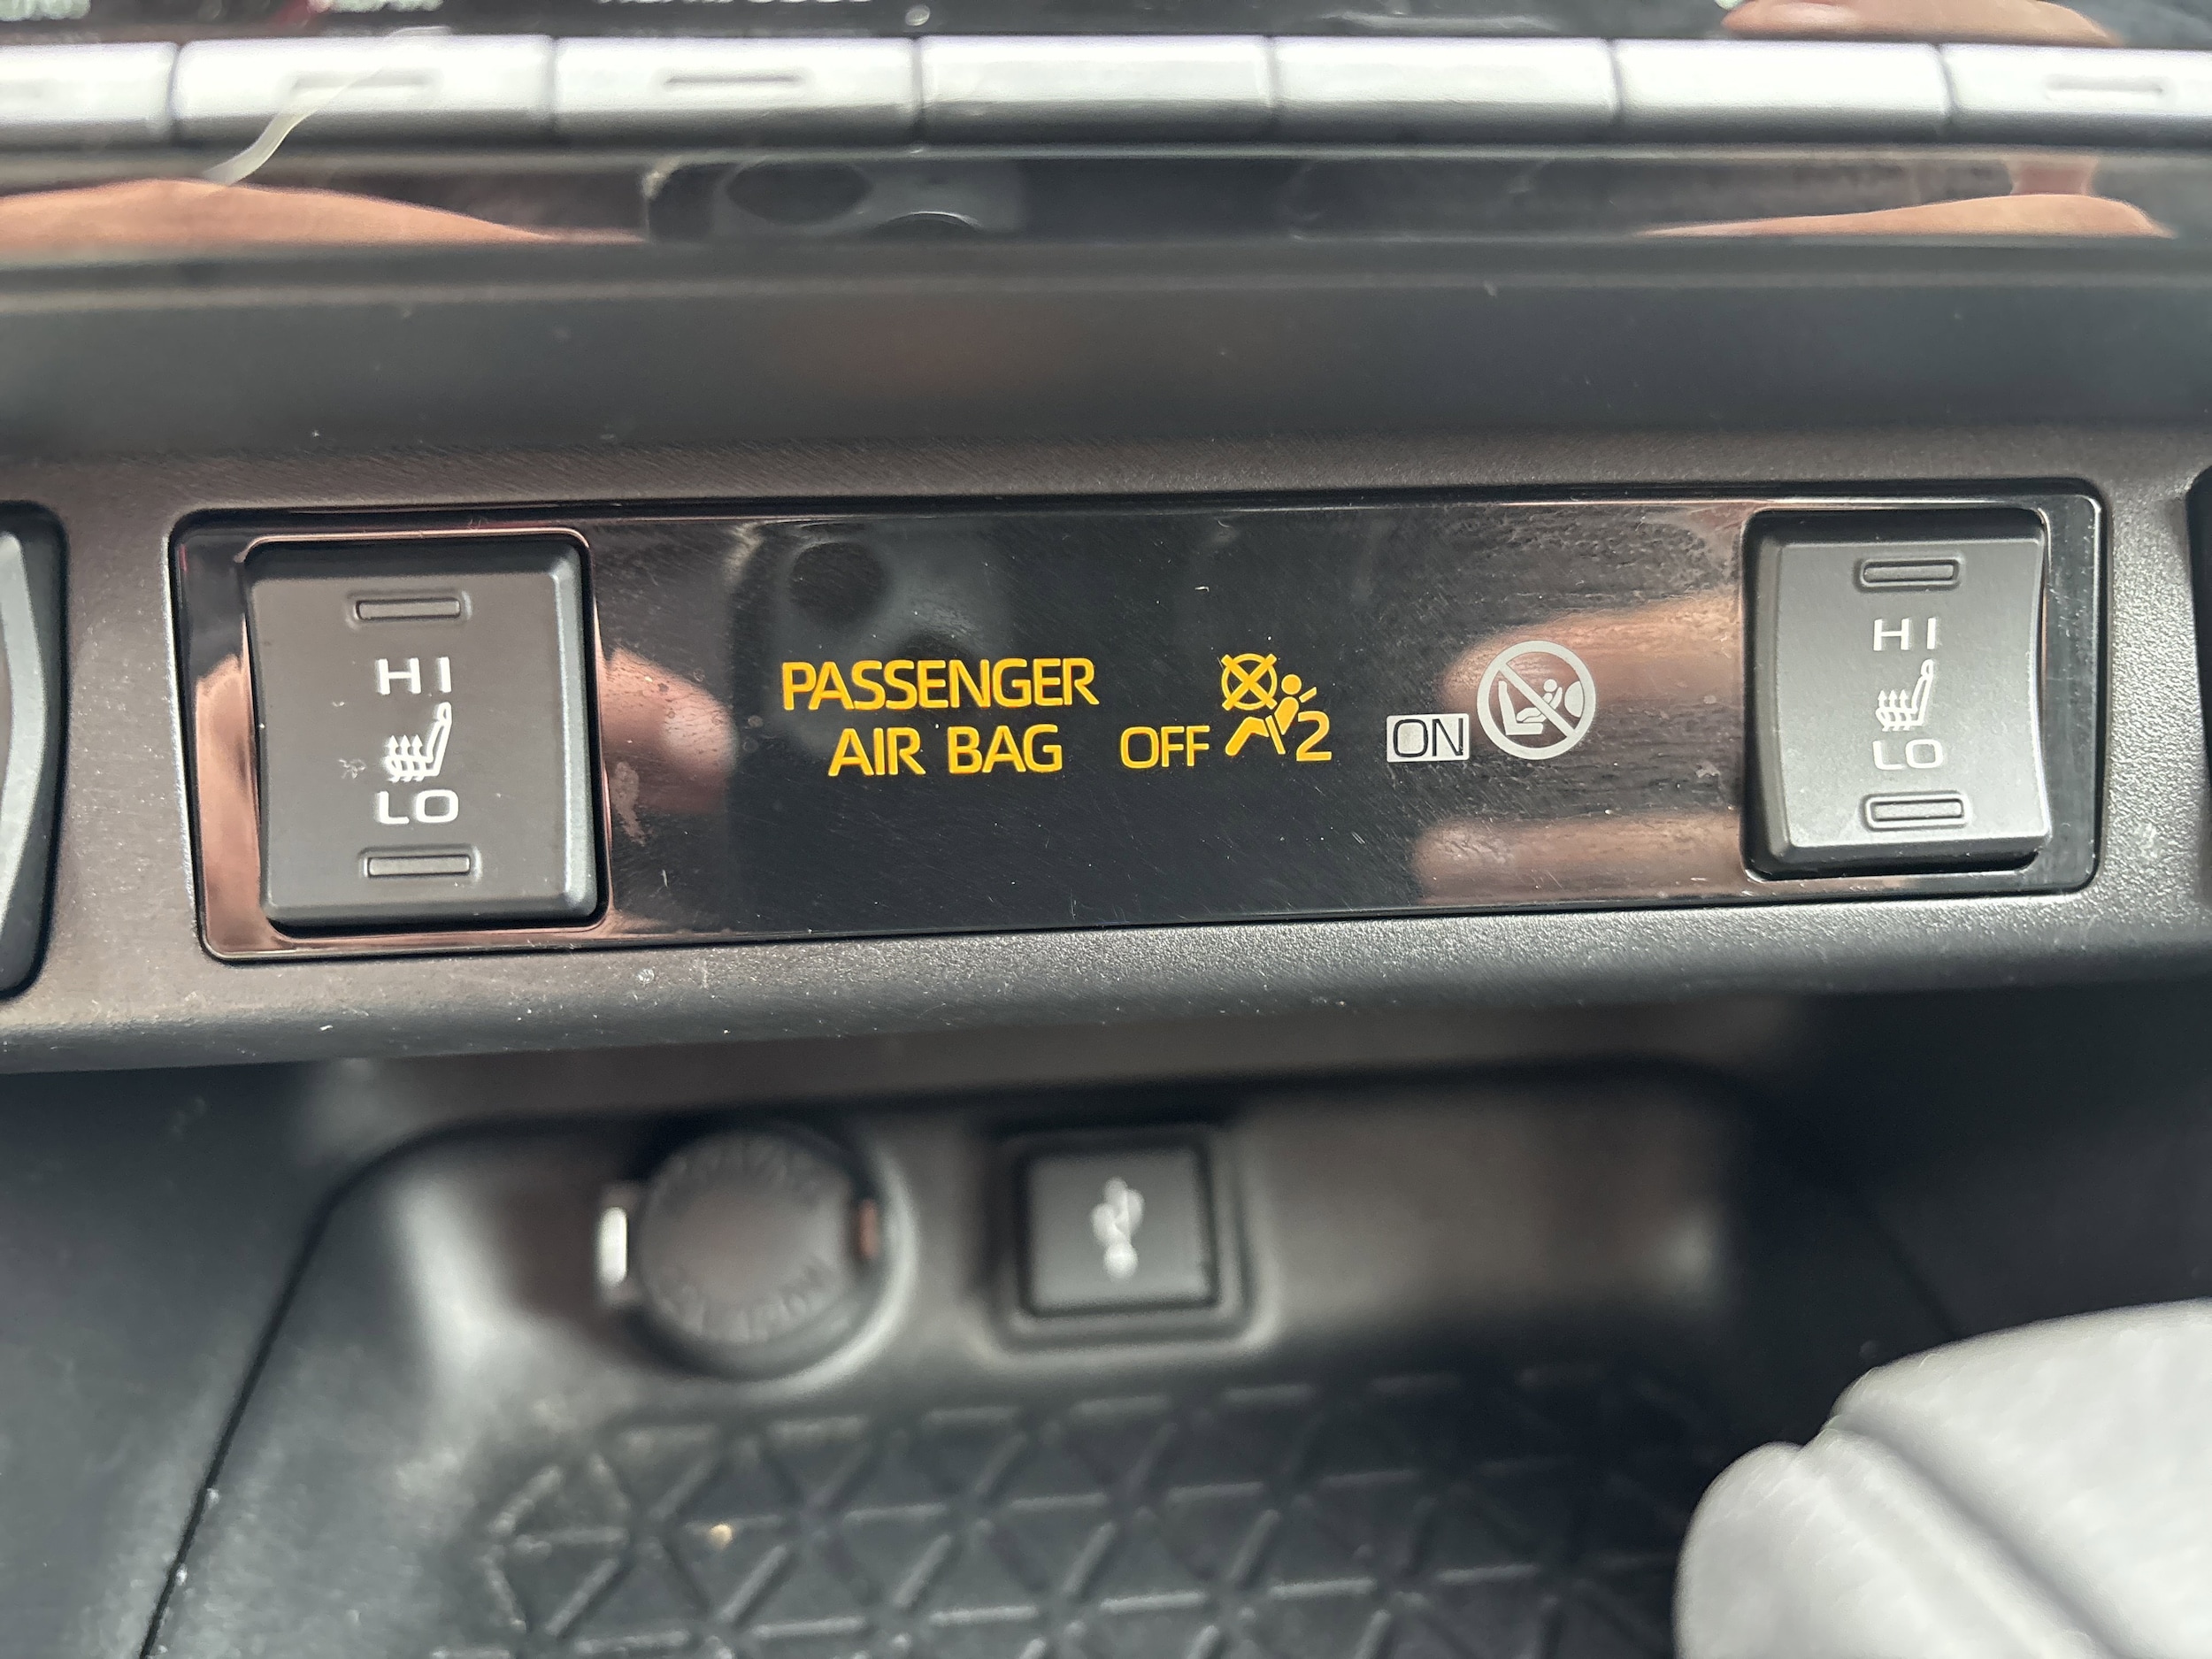 HI
LO
PASSENGER
AIR BAG OFF 2 ON
HI
LO